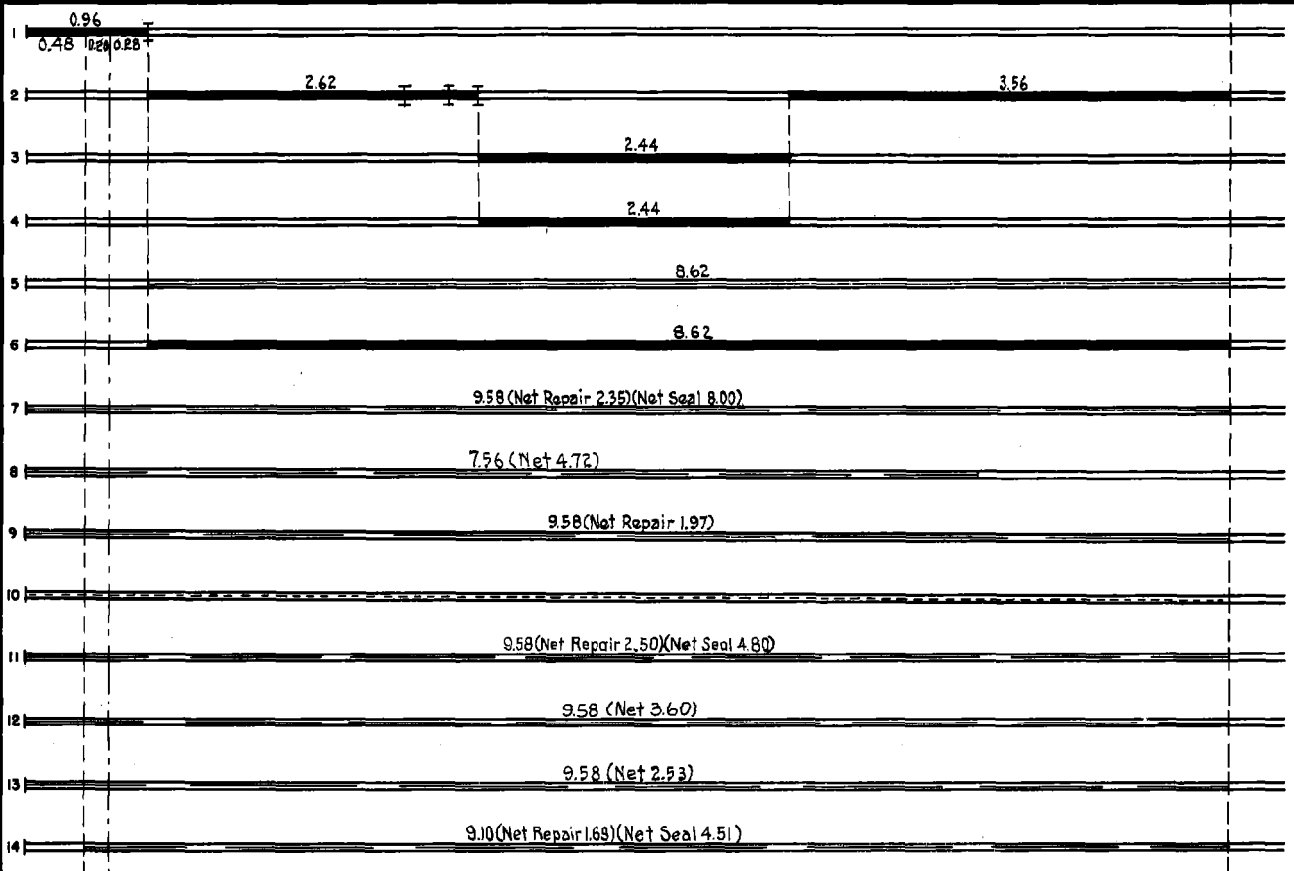 0.96
1
0.48 0.20 0.28
2.62 3.56
2
2.44
3
2.44
4
8.62
5
8.62
6
9.58 (Net Repair 2.35)(Net Seal 8.00)
7
7.56 (Net 4.72)
8
9.58(Net Repair 1.97)
9
10
9.58(Net Repair 2.50)(Net Seal 4.80)
11
9.58 (Net 3.60)
12
9.58 (Net 2.53)
13
9.10(Net Repair 1.68)(Net Seal 4.51)
14